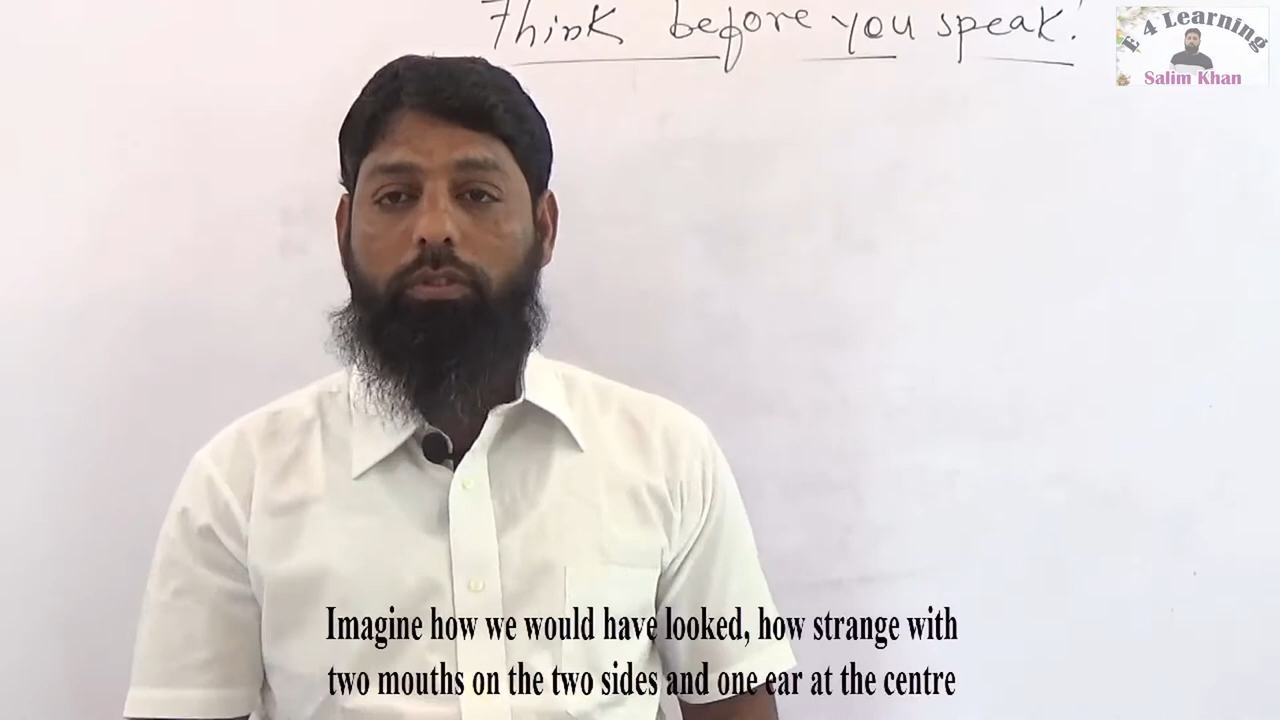 Think before you speak!
E 4 Learning
Salim Khan
Imagine how we would have looked, how strange with
two mouths on the two sides and one ear at the centre